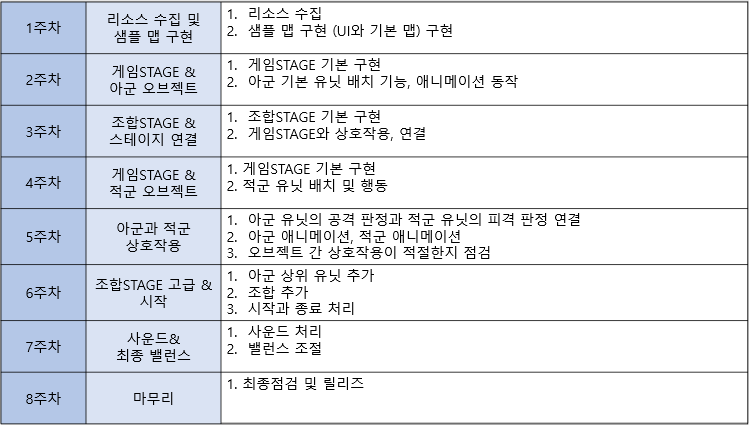 1주차
리소스 수집 및
샘플 맵 구현
1. 리소스 수집
2. 샘플 맵 구현 (UI와 기본 맵) 구현
2주차
게임STAGE &
아군 오브젝트
1. 게임STAGE 기본 구현
2. 아군 기본 유닛 배치 기능, 애니메이션 동작
3주차
조합STAGE &
스테이지 연결
1. 조합STAGE 기본 구현
2. 게임STAGE와 상호작용, 연결
4주차
게임STAGE &
적군 오브젝트
1. 게임STAGE 기본 구현
2. 적군 유닛 배치 및 행동
5주차
아군과 적군
상호작용
1. 아군 유닛의 공격 판정과 적군 유닛의 피격 판정 연결
2. 아군 애니메이션, 적군 애니메이션
3. 오브젝트 간 상호작용이 적절한지 점검
6주차
조합STAGE 고급 &
시작
1. 아군 상위 유닛 추가
2. 조합 추가
3. 시작과 종료 처리
7주차
사운드&
최종 밸런스
1. 사운드 처리
2. 밸런스 조절
8주차
마무리
1. 최종점검 및 릴리즈